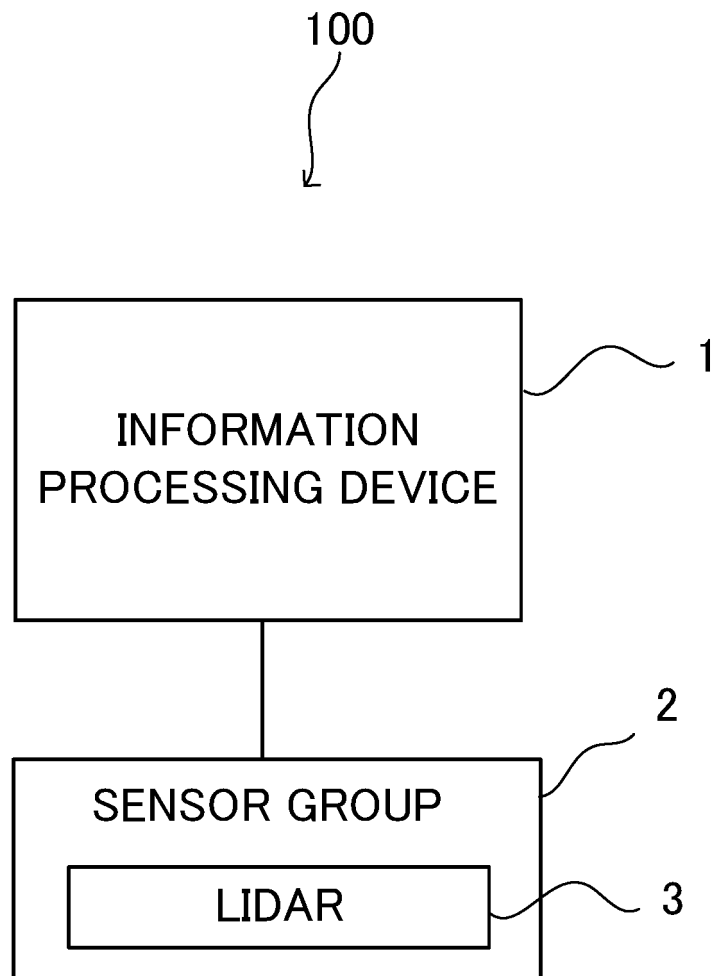 100
1
INFORMATION
PROCESSING DEVICE
2
SENSOR GROUP
LIDAR
3